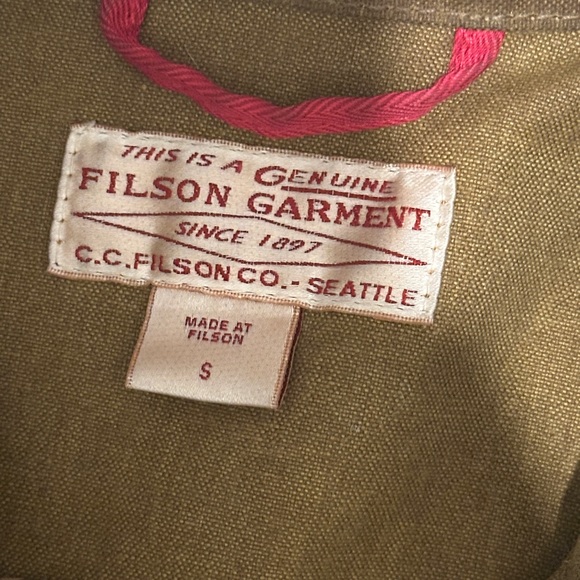 THIS IS A GENUINE
FILSON GARMENT
SINCE 1897
C.C.FILSON CO.-SEATTLE
MADE AT
FILSON
S